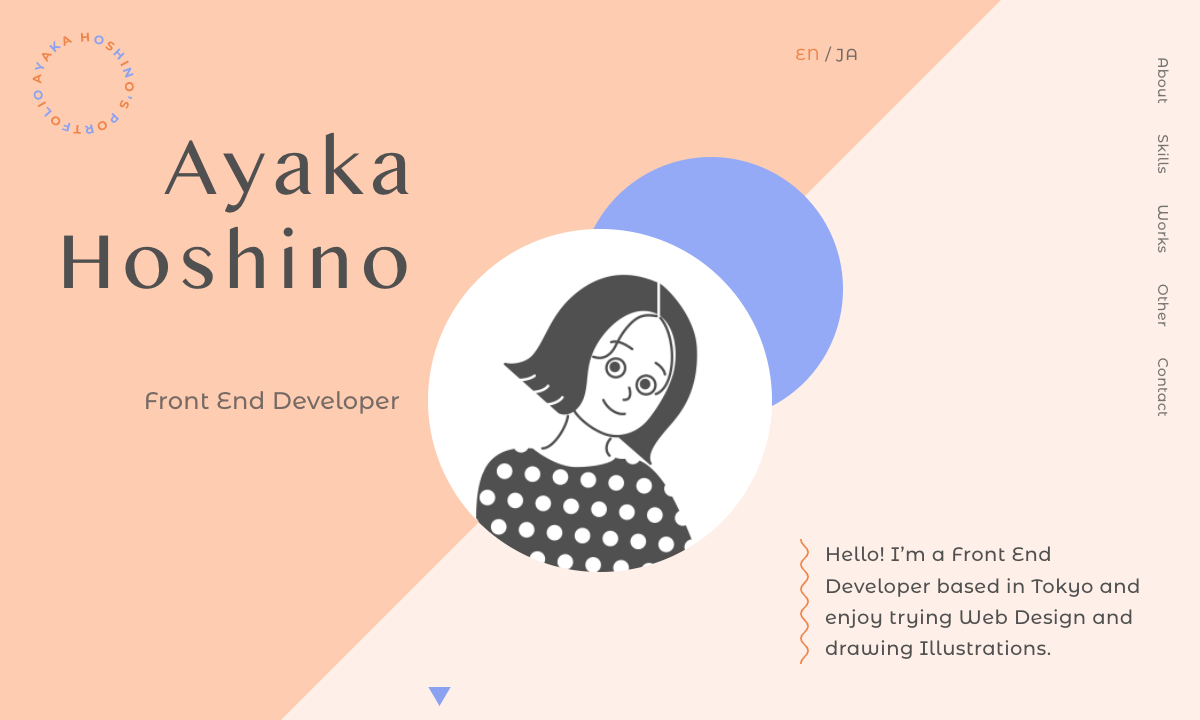 AYAKA HOSHINO'S PORTFOLIO
EN / JA
Ayaka
Hoshino
Front End Developer
About
Skills
Works
Other
Contact
Hello! I’m a Front End
Developer based in Tokyo and
enjoy trying Web Design and
drawing Illustrations.